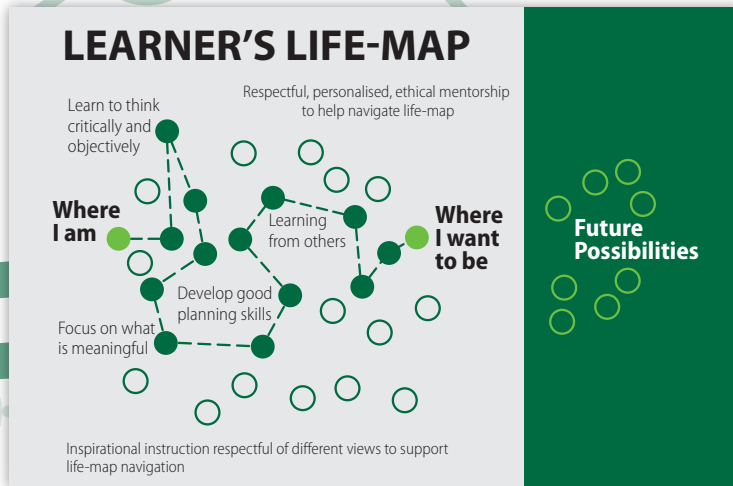 LEARNER'S LIFE-MAP
Respectful, personalised, ethical mentorship
to help navigate life-map
Learn to think
critically and
objectively
Where
I am
Learning
from others
Where
I want
to be
Develop good
planning skills
Focus on what
is meaningful
Inspirational instruction respectful of different views to support
life-map navigation
Future
Possibilities